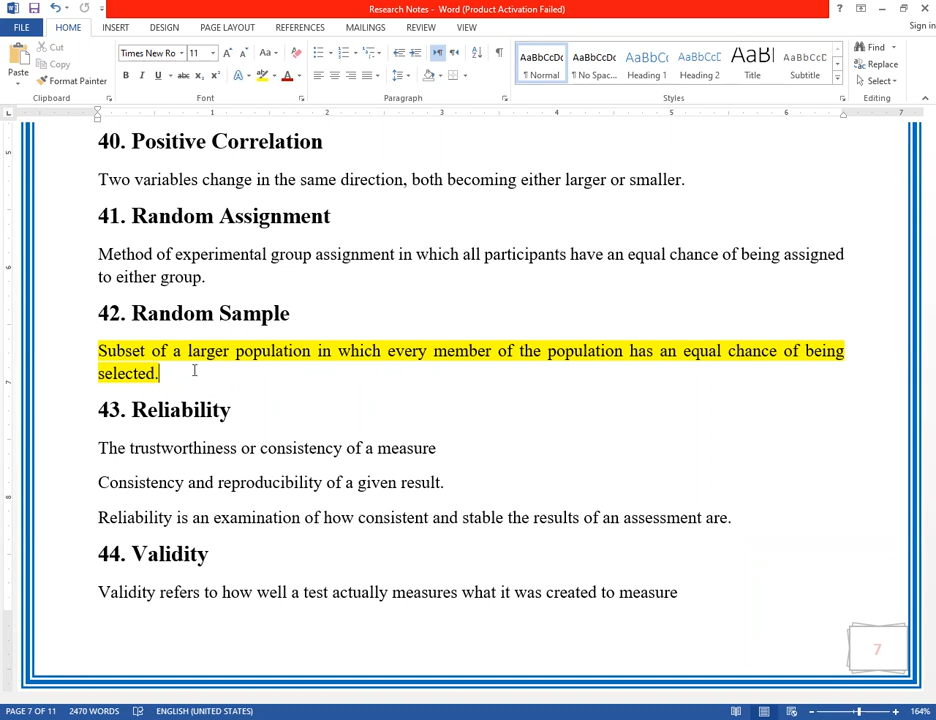 Research Notes - Word (Product Activation Failed)
Sign in
FILE HOME INSERT DESIGN PAGE LAYOUT REFERENCES MAILINGS REVIEW VIEW
Paste
Cut
Copy
Format Painter
Clipboard
Times New Ro 11
Font
Paragraph
AaBbCcDc AaBbCcDc AaBbCc AaBbCc AaBl AaBbCcD
¶ Normal ¶ No Spac... Heading 1 Heading 2 Title Subtitle
Styles
Find
Replace
Select
Editing
1 2 3 4 5 6 7
40. Positive Correlation
Two variables change in the same direction, both becoming either larger or smaller.
41. Random Assignment
Method of experimental group assignment in which all participants have an equal chance of being assigned
to either group.
42. Random Sample
Subset of a larger population in which every member of the population has an equal chance of being
selected.
43. Reliability
The trustworthiness or consistency of a measure
Consistency and reproducibility of a given result.
Reliability is an examination of how consistent and stable the results of an assessment are.
44. Validity
Validity refers to how well a test actually measures what it was created to measure
7
PAGE 7 OF 11 2470 WORDS ENGLISH (UNITED STATES) 164%